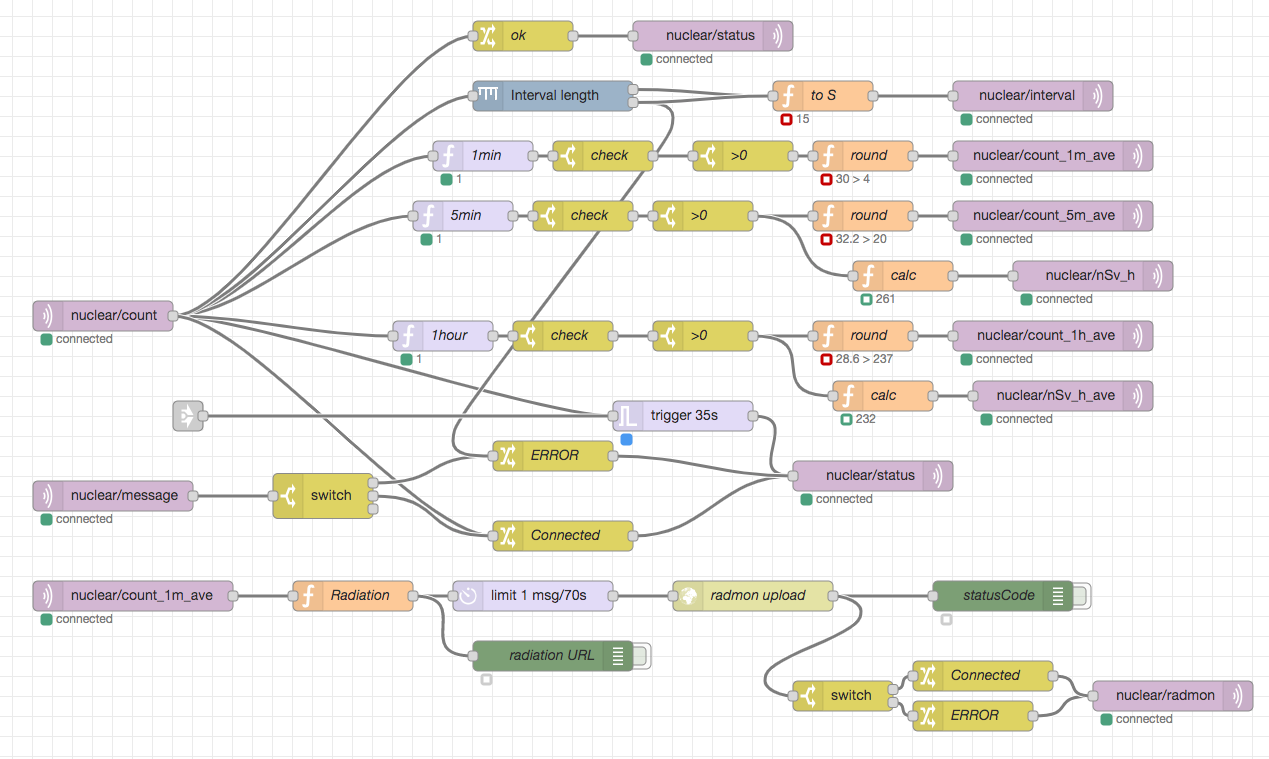 ok
nuclear/status
connected
Interval length
to S
nuclear/interval
15
connected
1min
check
>0
round
nuclear/count_1m_ave
1
30 > 4
connected
5min
check
>0
round
nuclear/count_5m_ave
1
32.2 > 20
connected
calc
nuclear/nSv_h
261
connected
nuclear/count
connected
1hour
check
>0
round
nuclear/count_1h_ave
1
28.6 > 237
connected
calc
nuclear/nSv_h_ave
232
connected
trigger 35s
ERROR
nuclear/status
connected
nuclear/message
connected
switch
Connected
nuclear/count_1m_ave
connected
Radiation
limit 1 msg/70s
radmon upload
statusCode
radiation URL
switch
Connected
ERROR
nuclear/radmon
connected